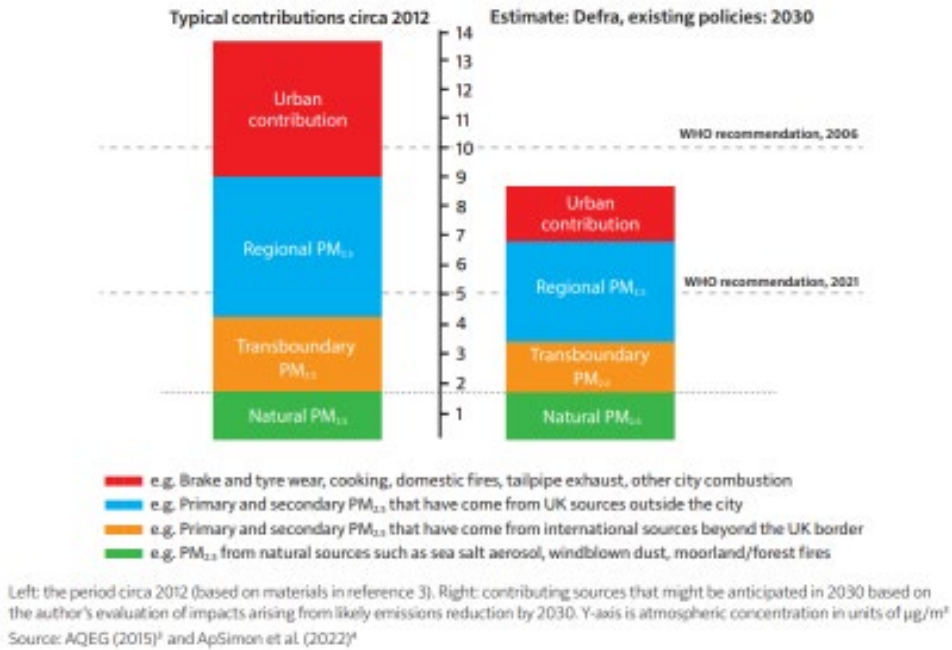 Typical contributions circa 2012
Estimate: Defra, existing policies: 2030
14
13
12
11
10
9
8
7
6
5
4
3
2
1
Urban
contribution
Regional PM₂.₅
Transboundary
PM₂.₅
Natural PM₂.₅
WHO recommendation, 2006
Urban
contribution
Regional PM₂.₅
WHO recommendation, 2021
Transboundary
PM₂.₅
Natural PM₂.₅
e.g. Brake and tyre wear, cooking, domestic fires, tailpipe exhaust, other city combustion
e.g. Primary and secondary PM₂.₅ that have come from UK sources outside the city
e.g. Primary and secondary PM₂.₅ that have come from international sources beyond the UK border
e.g. PM₂.₅ from natural sources such as sea salt aerosol, windblown dust, moorland/forest fires
Left: the period circa 2012 (based on materials in reference 3). Right: contributing sources that might be anticipated in 2030 based on
the author's evaluation of impacts arising from likely emissions reduction by 2030. Y-axis is atmospheric concentration in units of µg/m³
Source: AQEG (2015)³ and ApSimon et al. (2022)⁴